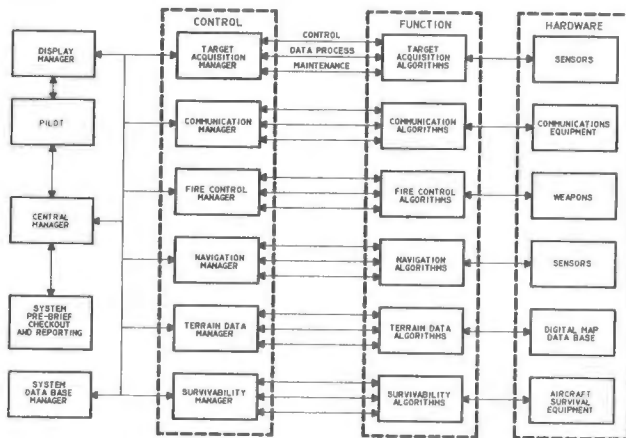 CONTROL
FUNCTION
HARDWARE
DISPLAY
MANAGER
PILOT
CENTRAL
MANAGER
SYSTEM
PRE-BRIEF
CHECKOUT
AND REPORTING
SYSTEM
DATA BASE
MANAGER
TARGET
ACQUISITION
MANAGER
COMMUNICATION
MANAGER
FIRE CONTROL
MANAGER
NAVIGATION
MANAGER
TERRAIN DATA
MANAGER
SURVIVABILITY
MANAGER
CONTROL
DATA PROCESS
MAINTENANCE
TARGET
ACQUISITION
ALGORITHMS
COMMUNICATION
ALGORITHMS
FIRE CONTROL
ALGORITHMS
NAVIGATION
ALGORITHMS
TERRAIN DATA
ALGORITHMS
SURVIVABILITY
ALGORITHMS
SENSORS
COMMUNICATIONS
EQUIPMENT
WEAPONS
SENSORS
DIGITAL MAP
DATA BASE
AIRCRAFT
SURVIVAL
EQUIPMENT